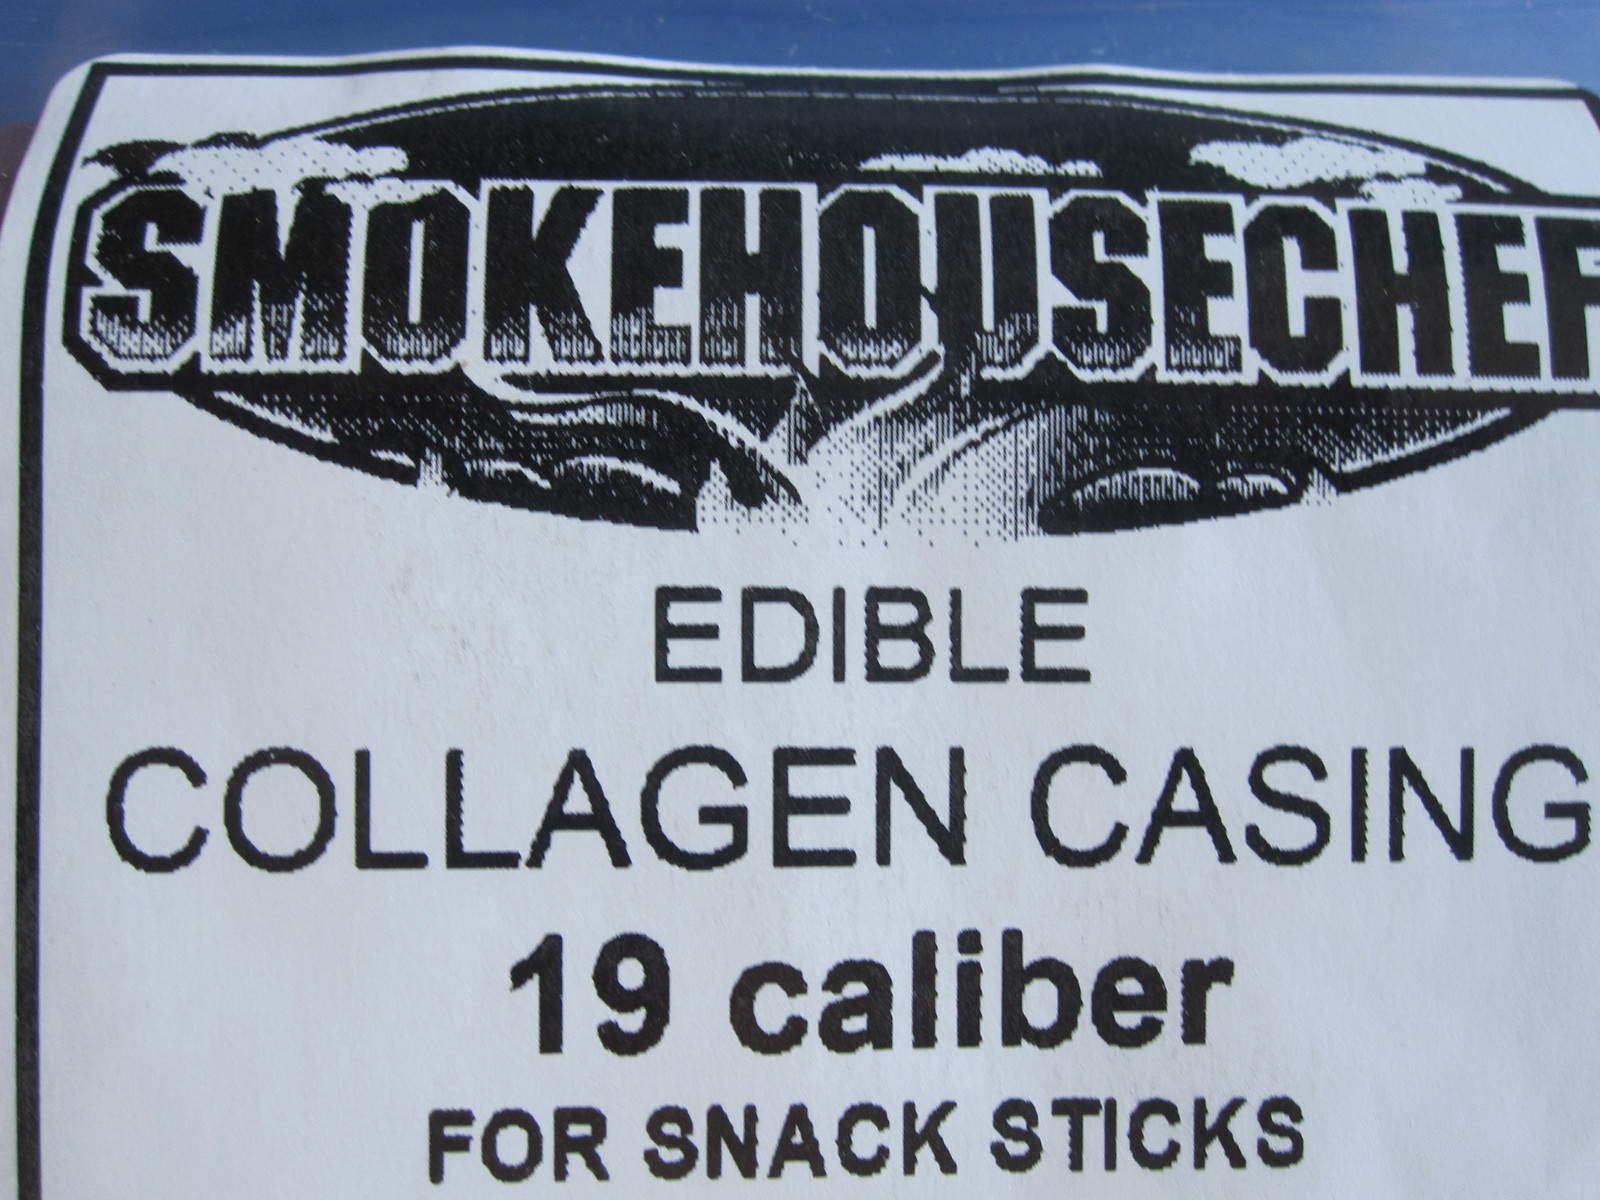 SMOKEHOUSECHEF
EDIBLE
COLLAGEN CASING
19 caliber
FOR SNACK STICKS